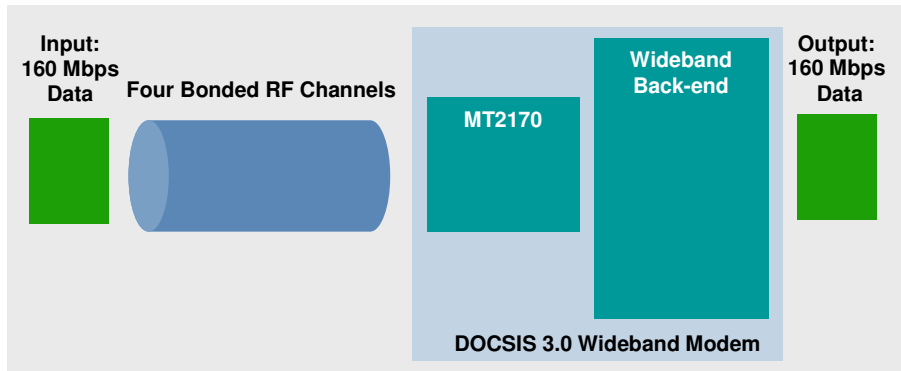 Input:
160 Mbps
Data
Four Bonded RF Channels
MT2170
Wideband
Back-end
Output:
160 Mbps
Data
DOCSIS 3.0 Wideband Modem